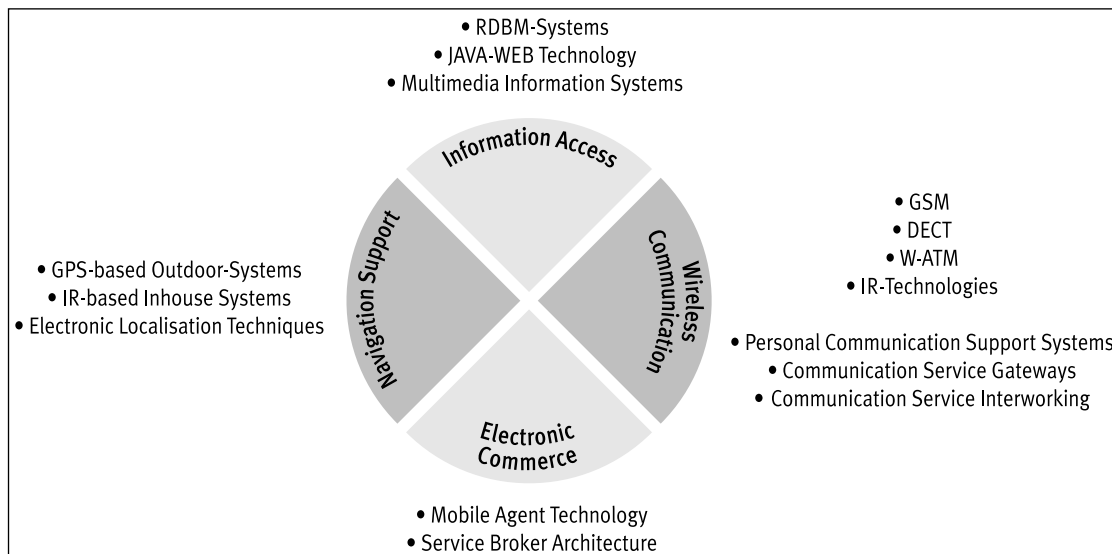 • RDBM-Systems
• JAVA-WEB Technology
• Multimedia Information Systems
Information Access
Navigation Support
Wireless
Communication
Electronic
Commerce
• GPS-based Outdoor-Systems
• IR-based Inhouse Systems
• Electronic Localisation Techniques
• GSM
• DECT
• W-ATM
• IR-Technologies
• Personal Communication Support Systems
• Communication Service Gateways
• Communication Service Interworking
• Mobile Agent Technology
• Service Broker Architecture